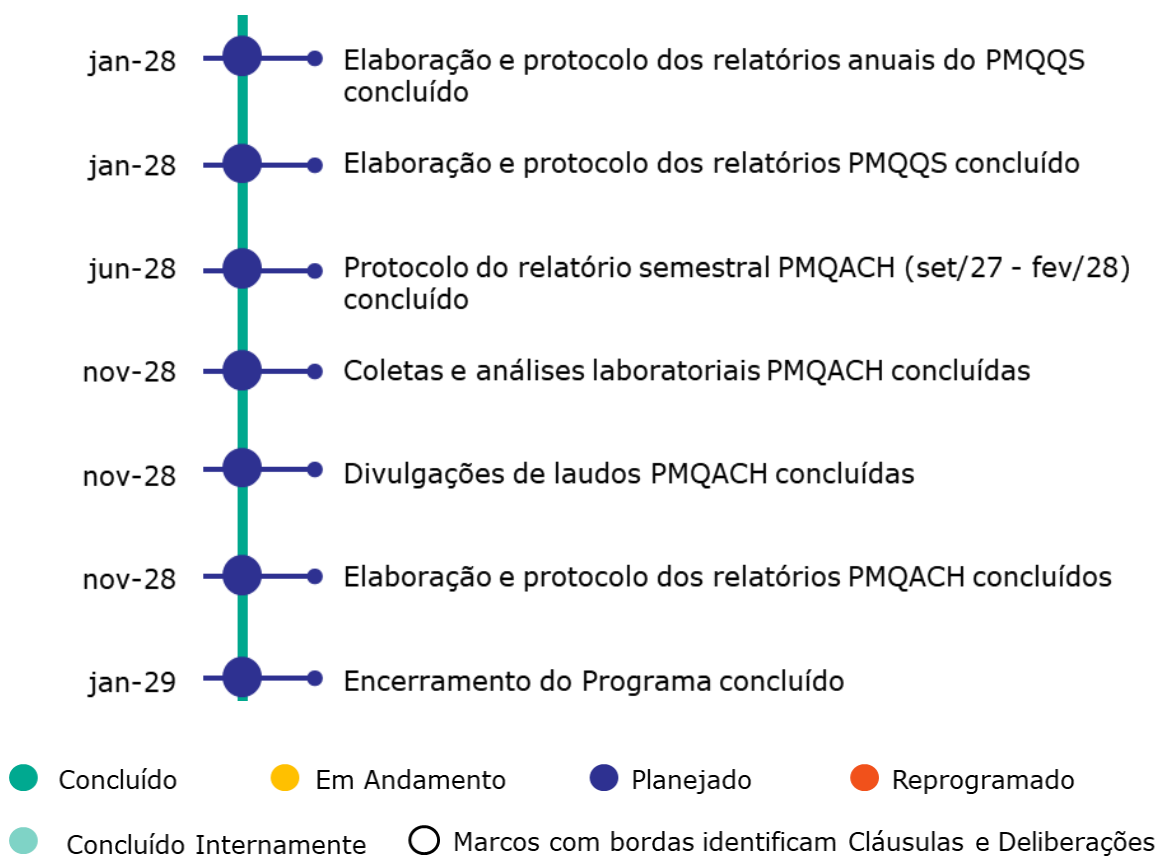 jan-28 Elaboração e protocolo dos relatórios anuais do PMQQS
concluído
jan-28 Elaboração e protocolo dos relatórios PMQQS concluído
jun-28 Protocolo do relatório semestral PMQACH (set/27 - fev/28)
concluído
nov-28 Coletas e análises laboratoriais PMQACH concluídas
nov-28 Divulgações de laudos PMQACH concluídas
nov-28 Elaboração e protocolo dos relatórios PMQACH concluídos
jan-29 Encerramento do Programa concluído
Concluído Em Andamento Planejado Reprogramado
Concluído Internamente Marcos com bordas identificam Cláusulas e Deliberações